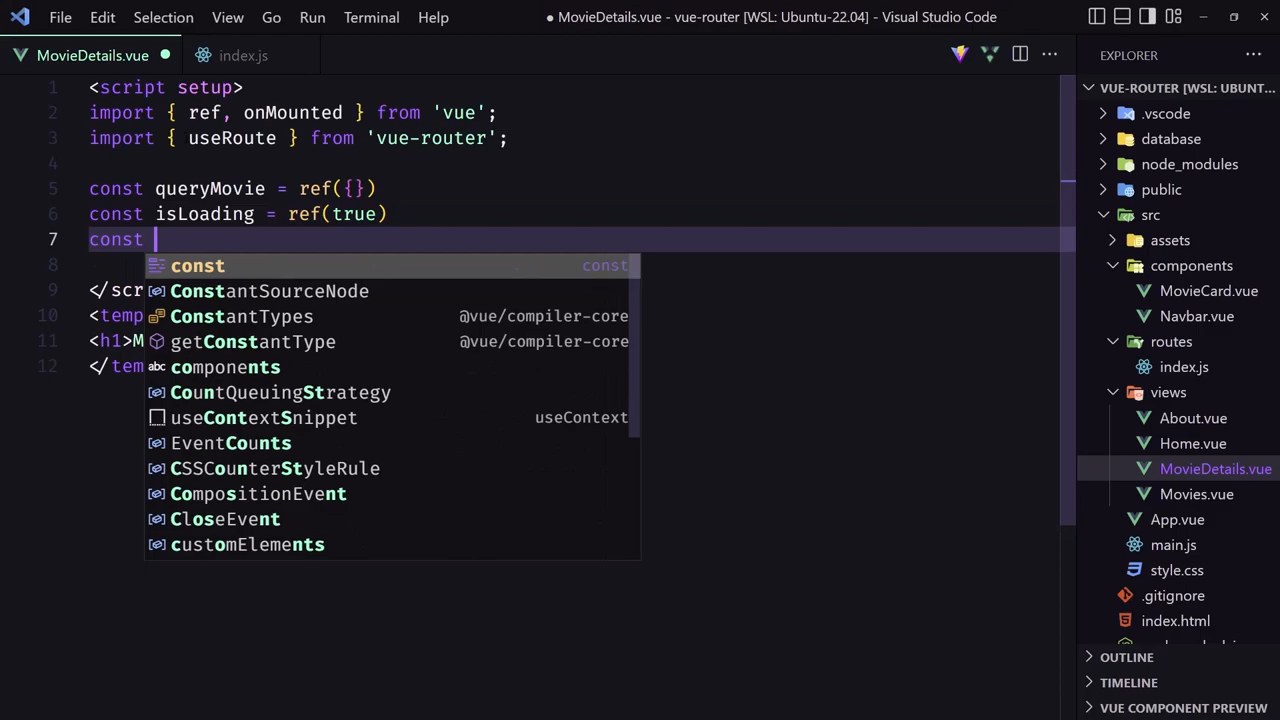 File Edit Selection View Go Run Terminal Help
● MovieDetails.vue - vue-router [WSL: Ubuntu-22.04] - Visual Studio Code
MovieDetails.vue
index.js
1 <script setup>
2 import { ref, onMounted } from 'vue';
3 import { useRoute } from 'vue-router';
4
5 const queryMovie = ref({})
6 const isLoading = ref(true)
7 const
8
9 </scr
10 <temp
11 <h1>M
12 </tem
const const
ConstantSourceNode
ConstantTypes @vue/compiler-core
getConstantType @vue/compiler-core
abc components
CountQueuingStrategy
useContextSnippet useContext
EventCounts
CSSCounterStyleRule
CompositionEvent
CloseEvent
customElements
EXPLORER
VUE-ROUTER [WSL: UBUNT...
.vscode
database
node_modules
public
src
assets
components
MovieCard.vue
Navbar.vue
routes
index.js
views
About.vue
Home.vue
MovieDetails.vue
Movies.vue
App.vue
main.js
style.css
.gitignore
index.html
OUTLINE
TIMELINE
VUE COMPONENT PREVIEW